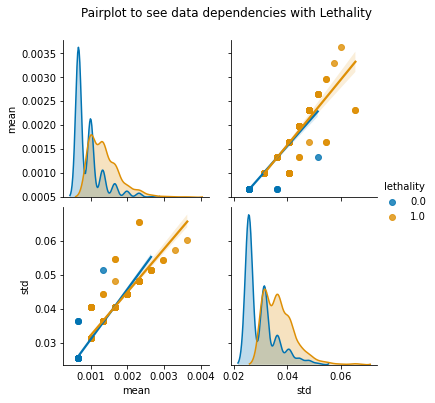 Pairplot to see data dependencies with Lethality
0.0035
0.0030
0.0025
0.0020
0.0015
0.0010
0.0005
mean
lethality
0.0
1.0
0.06
0.05
0.04
0.03
std
0.001 0.002 0.003 0.004
0.02 0.04 0.06
mean std